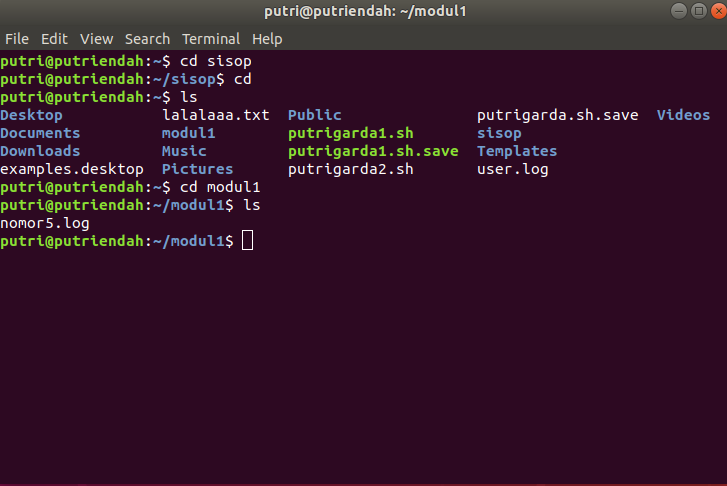 putri@putriendah: ~/modul1
File Edit View Search Terminal Help
putri@putriendah:~$ cd sisop
putri@putriendah:~/sisop$ cd
putri@putriendah:~$ ls
Desktop lalalaaa.txt Public putrigarda.sh.save Videos
Documents modul1 putrigarda1.sh sisop
Downloads Music putrigarda1.sh.save Templates
examples.desktop Pictures putrigarda2.sh user.log
putri@putriendah:~$ cd modul1
putri@putriendah:~/modul1$ ls
nomor5.log
putri@putriendah:~/modul1$